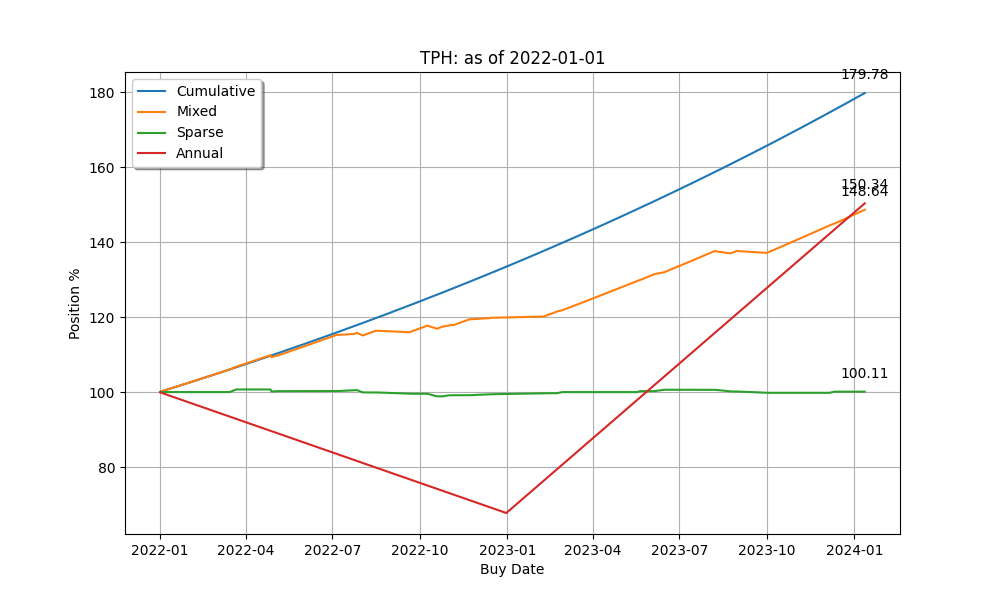 TPH: as of 2022-01-01
179.78
180
Cumulative
Mixed
Sparse
Annual
160
150.34
148.64
140
120
100.11
100
80
Position %
2022-01 2022-04 2022-07 2022-10 2023-01 2023-04 2023-07 2023-10 2024-01
Buy Date